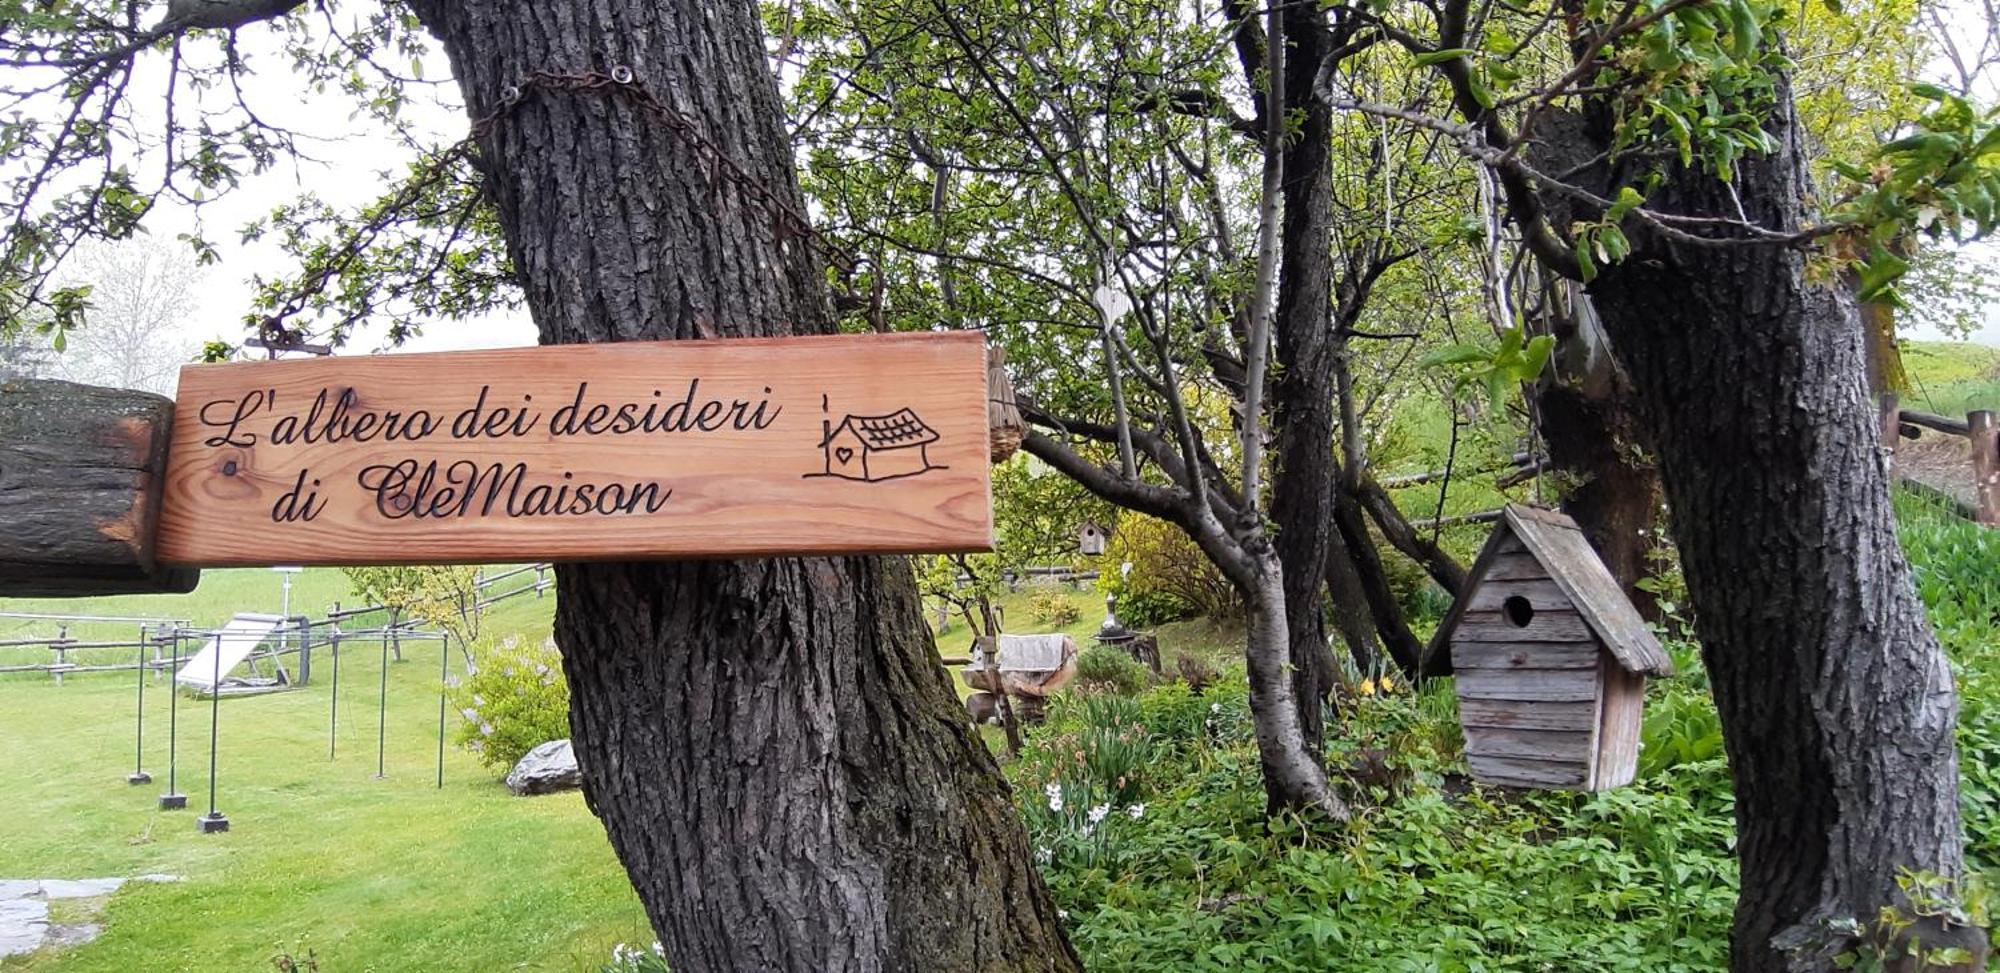 L'albero dei desideri
di CleMaison